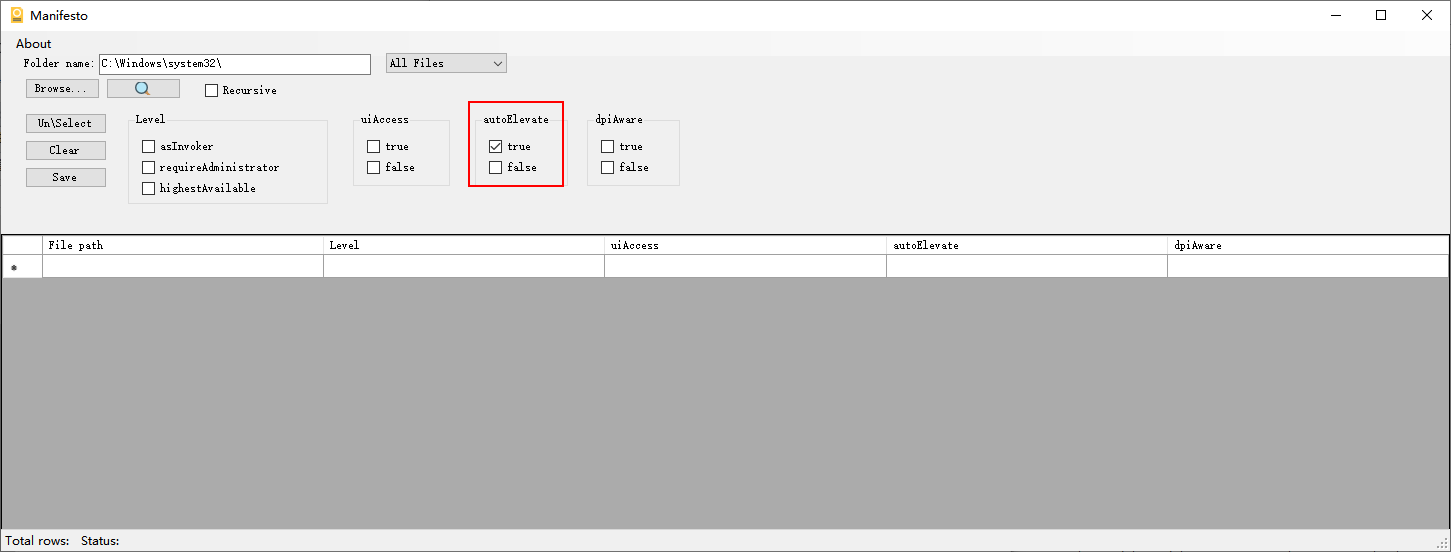 Manifesto
About
Folder name: C:\Windows\system32\ All Files
Browse... Recursive
Un\Select Level uiAccess autoElevate dpiAware
Clear asInvoker true true true
Save requireAdministrator false false false
highestAvailable
File path Level uiAccess autoElevate dpiAware
Total rows: Status: